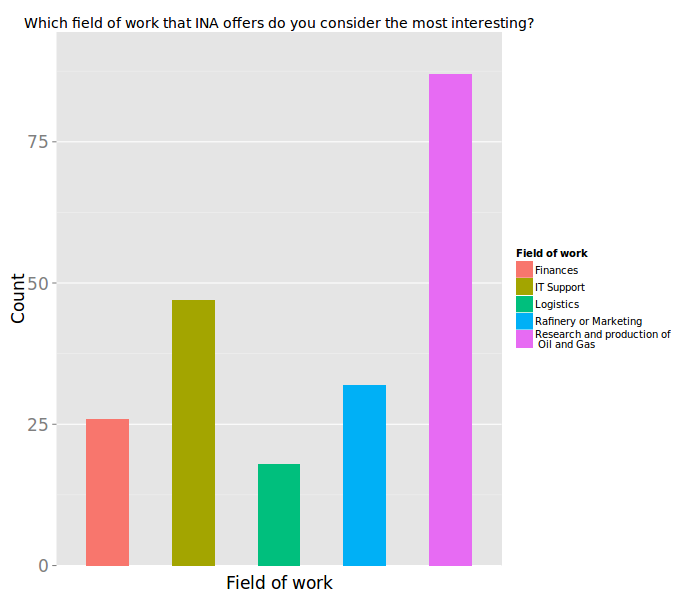 Which field of work that INA offers do you consider the most interesting?
75
50
25
0
Count
Field of work
Field of work
Finances
IT Support
Logistics
Rafinery or Marketing
Research and production of
Oil and Gas